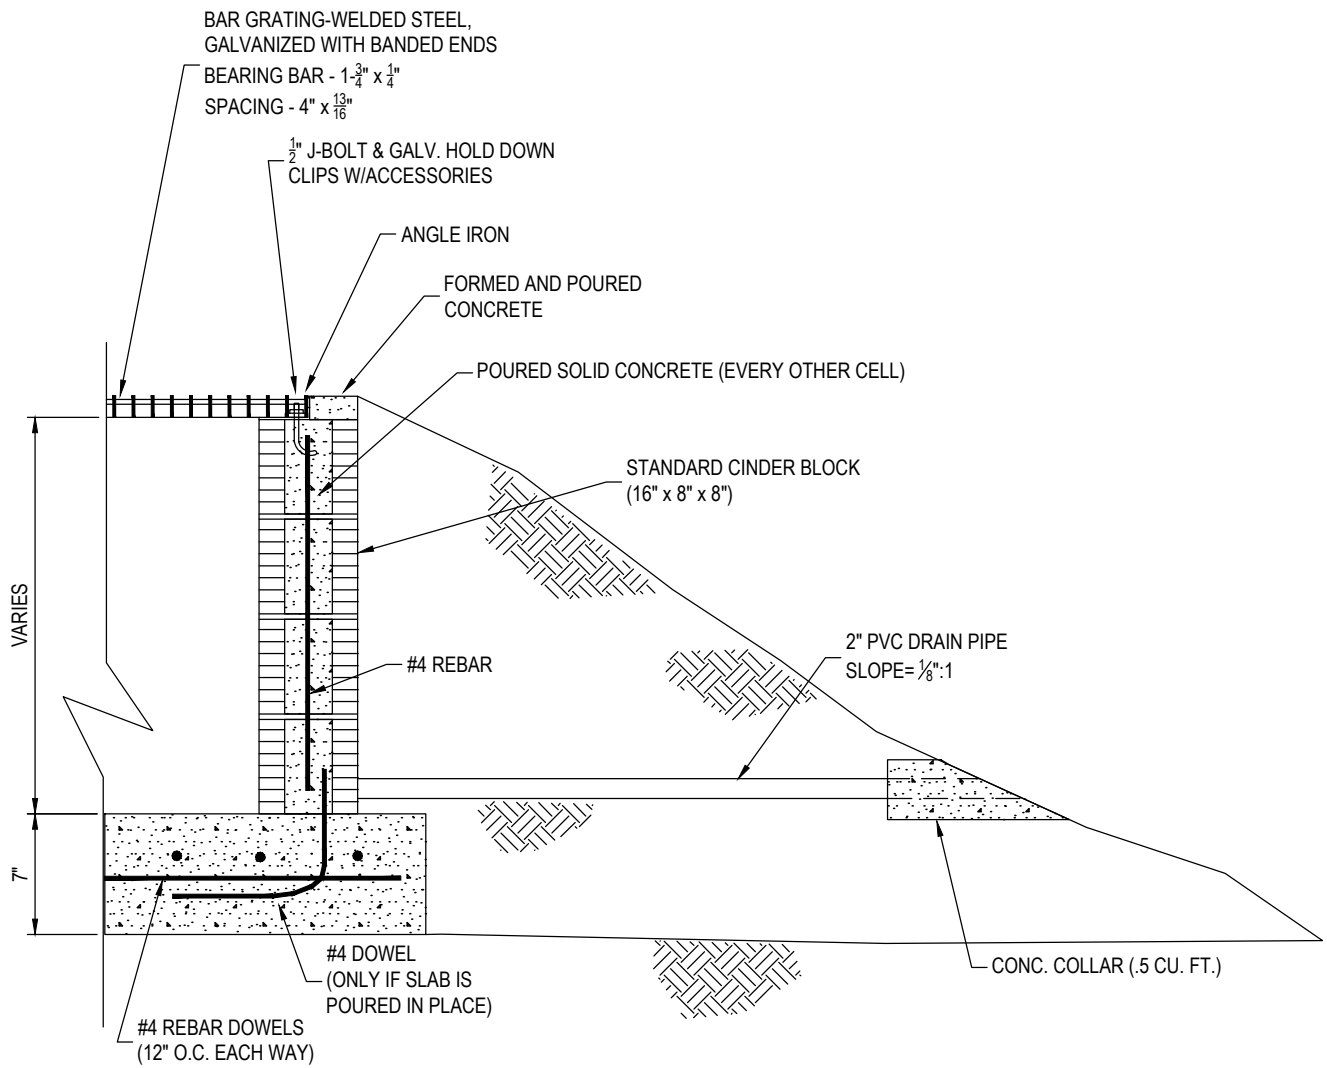 BAR GRATING-WELDED STEEL,
GALVANIZED WITH BANDED ENDS
BEARING BAR - 1-3/4" x 1/4"
SPACING - 4" x 13/16"
1/2" J-BOLT & GALV. HOLD DOWN
CLIPS W/ACCESSORIES
ANGLE IRON
FORMED AND POURED
CONCRETE
POURED SOLID CONCRETE (EVERY OTHER CELL)
STANDARD CINDER BLOCK
(16" x 8" x 8")
VARIES
2" PVC DRAIN PIPE
SLOPE= 1/8":1
#4 REBAR
7"
#4 DOWEL
(ONLY IF SLAB IS
POURED IN PLACE)
CONC. COLLAR (.5 CU. FT.)
#4 REBAR DOWELS
(12" O.C. EACH WAY)